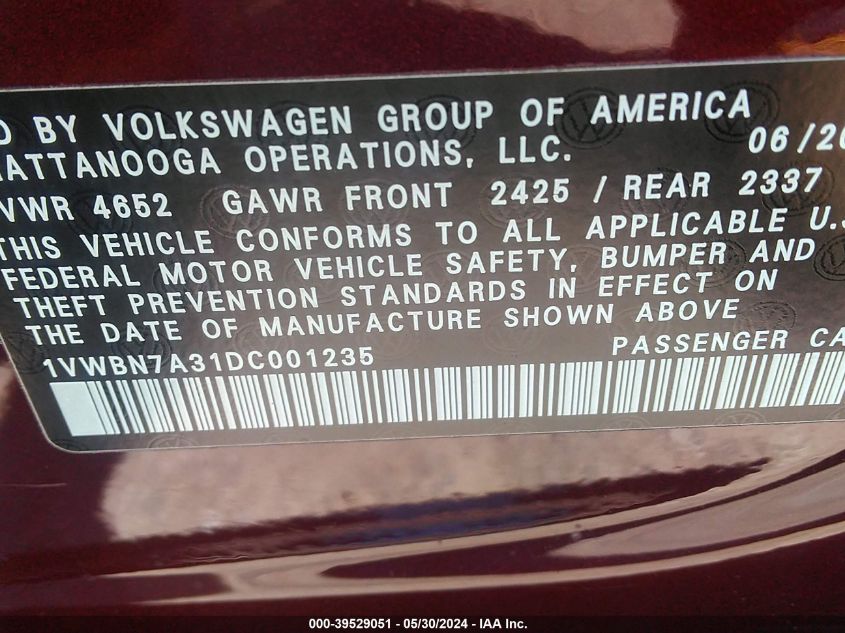 D BY VOLKSWAGEN GROUP OF AMERICA
HATTANOOGA OPERATIONS, LLC. 06/20
VWR 4652 GAWR FRONT 2425 / REAR 2337
THIS VEHICLE CONFORMS TO ALL APPLICABLE U.S
FEDERAL MOTOR VEHICLE SAFETY, BUMPER AND
THEFT PREVENTION STANDARDS IN EFFECT ON
THE DATE OF MANUFACTURE SHOWN ABOVE
1VWBN7A31DC001235 PASSENGER CA
000-39529051 - 05/30/2024 - IAA Inc.